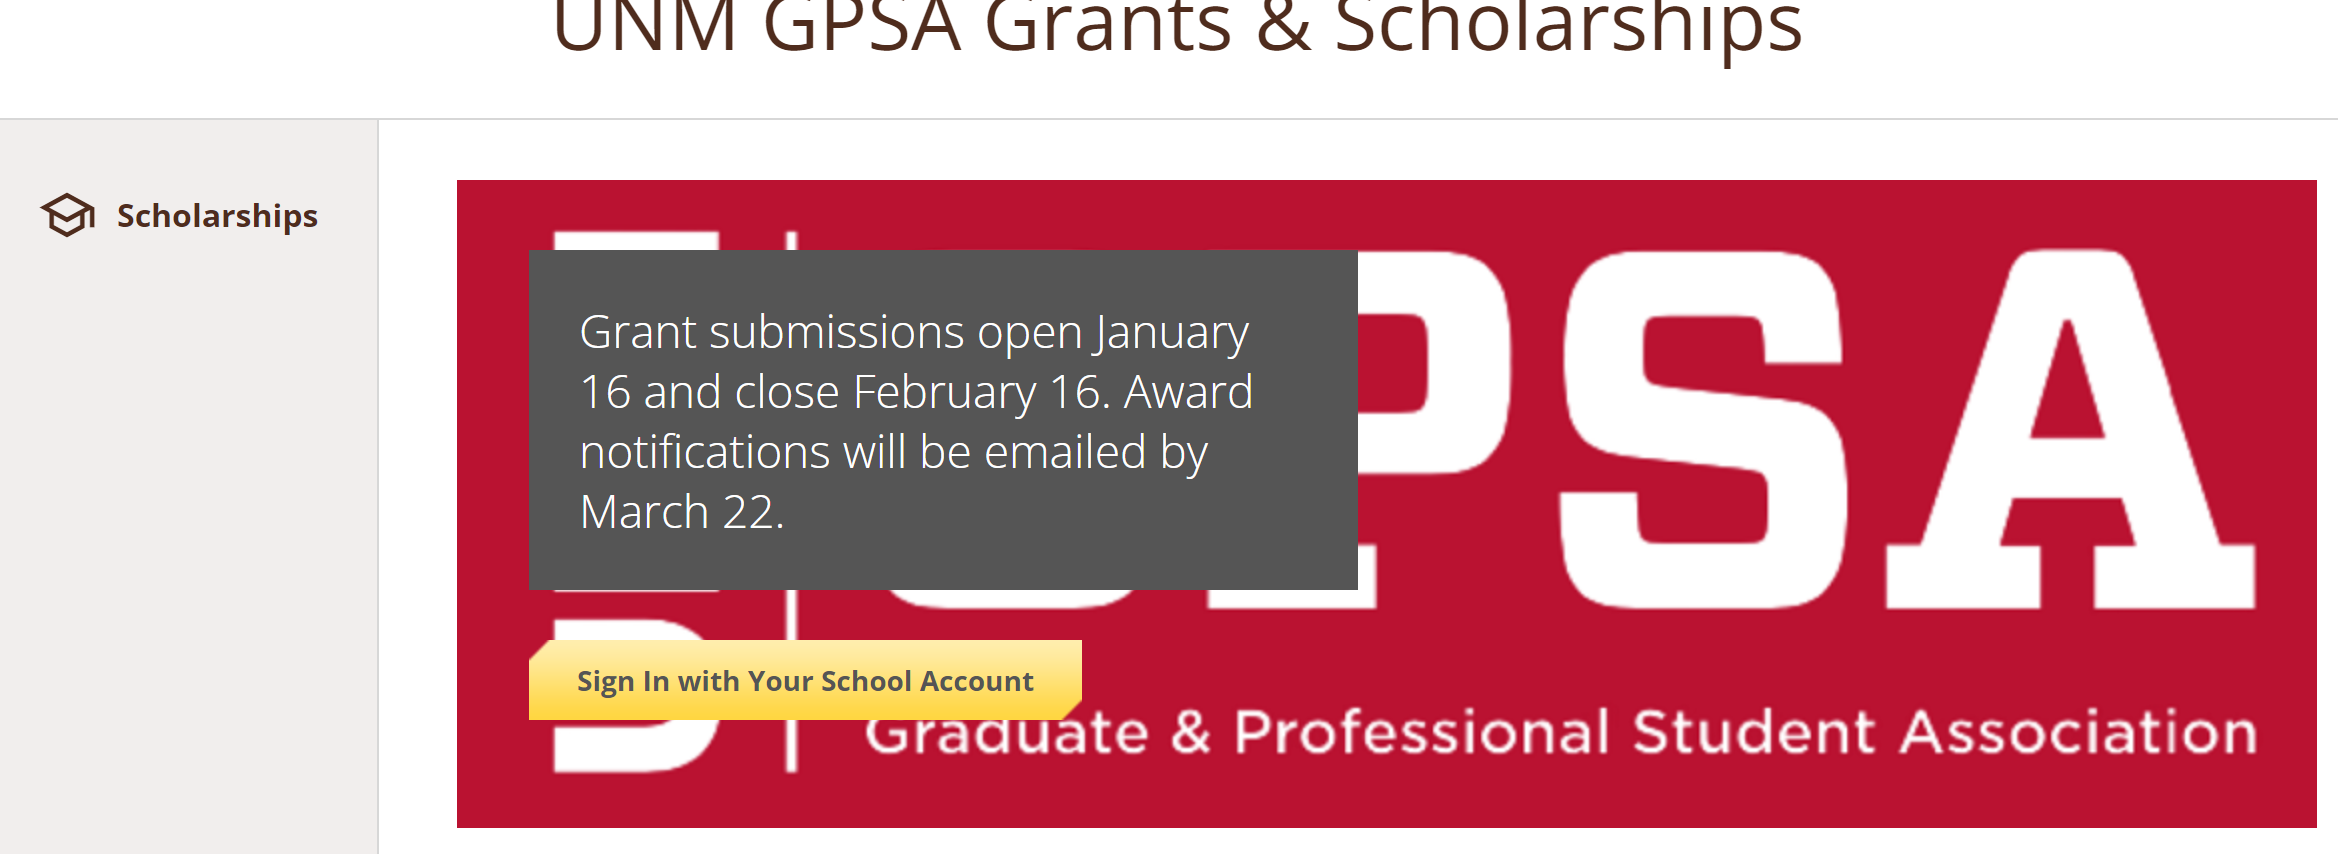 UNM GPSA Grants & Scholarships
Scholarships
Grant submissions open January
16 and close February 16. Award
notifications will be emailed by
March 22.
PSA
Sign In with Your School Account
Graduate & Professional Student Association